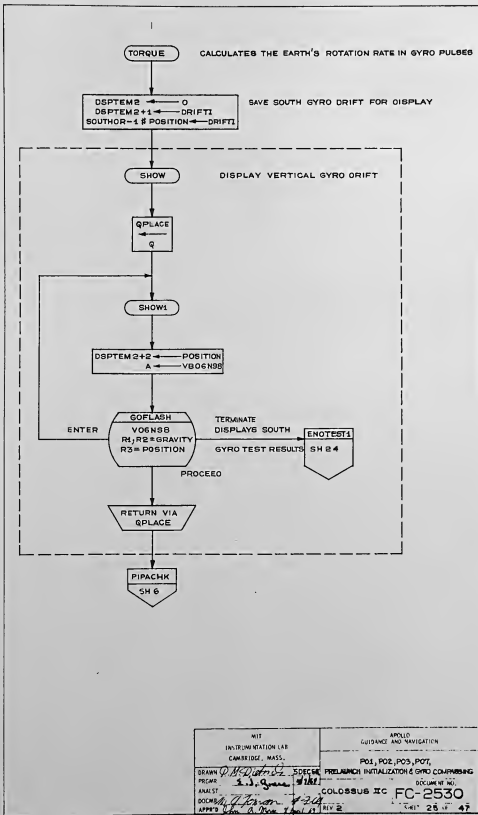 TORQUE
CALCULATES THE EARTH'S ROTATION RATE IN GYRO PULSES
DSPTEM2 ← O
DSPTEM2+1 ← DRIFTI
SOUTHOR-1 $ POSITION ← DRIFTI
SAVE SOUTH GYRO DRIFT FOR DISPLAY
SHOW
DISPLAY VERTICAL GYRO DRIFT
QPLACE
←
Q
SHOW1
DSPTEM2+2 ← POSITION
A ← VB06N98
GOFLASH
V06N98
R1, R2 = GRAVITY
R3 = POSITION
ENTER
TERMINATE
DISPLAYS SOUTH
GYRO TEST RESULTS
ENDTEST1
SH 24
PROCEED
RETURN VIA
QPLACE
PIPACHK
SH 6
MIT
INSTRUMENTATION LAB
CAMBRIDGE, MASS.
APOLLO
GUIDANCE AND NAVIGATION
DRAWN
5DEC68
PRGMR
ANALST
DOCMR
APPR'D
P01, P02, P03, P07,
PRELAUNCH INITIALIZATION & GYRO COMPASSING
COLOSSUS IIC
DOCUMENT NO.
FC-2530
REV 2
SHEET 25 OF 47